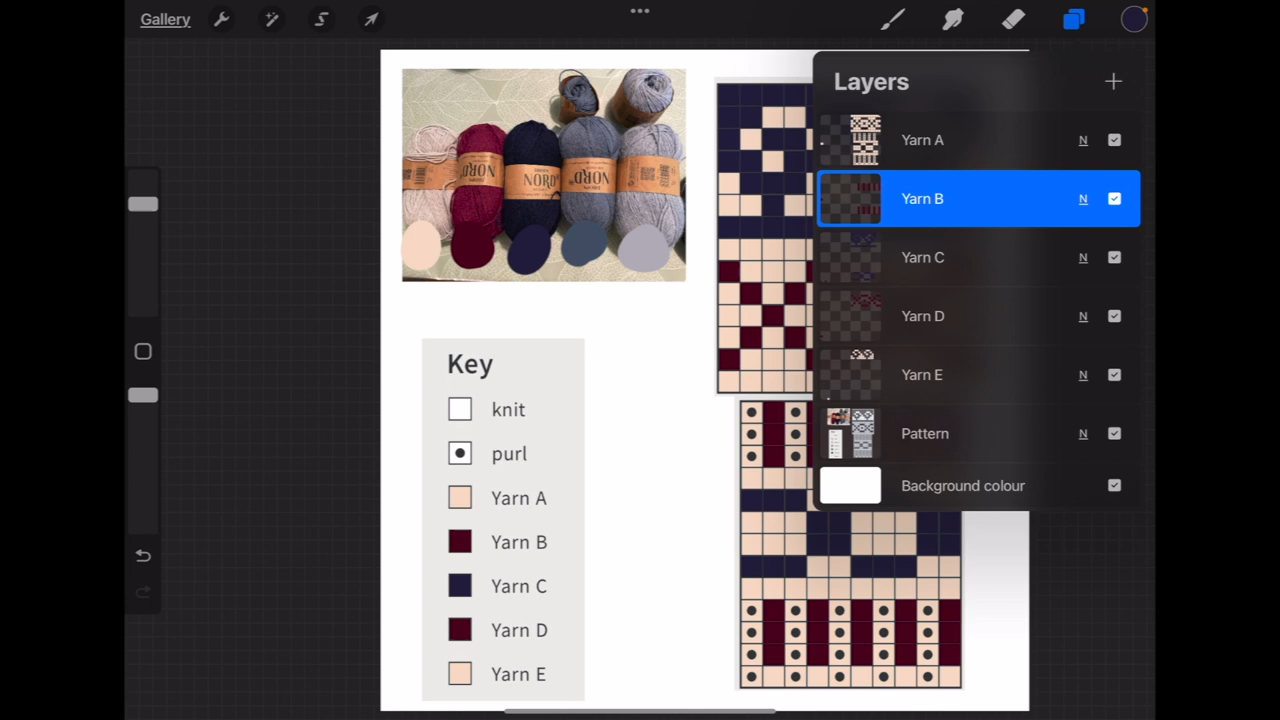 Gallery
NORD
NORD
NORD
Key
knit
purl
Yarn A
Yarn B
Yarn C
Yarn D
Yarn E
Layers
Yarn A
N
Yarn B
N
Yarn C
N
Yarn D
N
Yarn E
N
Pattern
N
Background colour